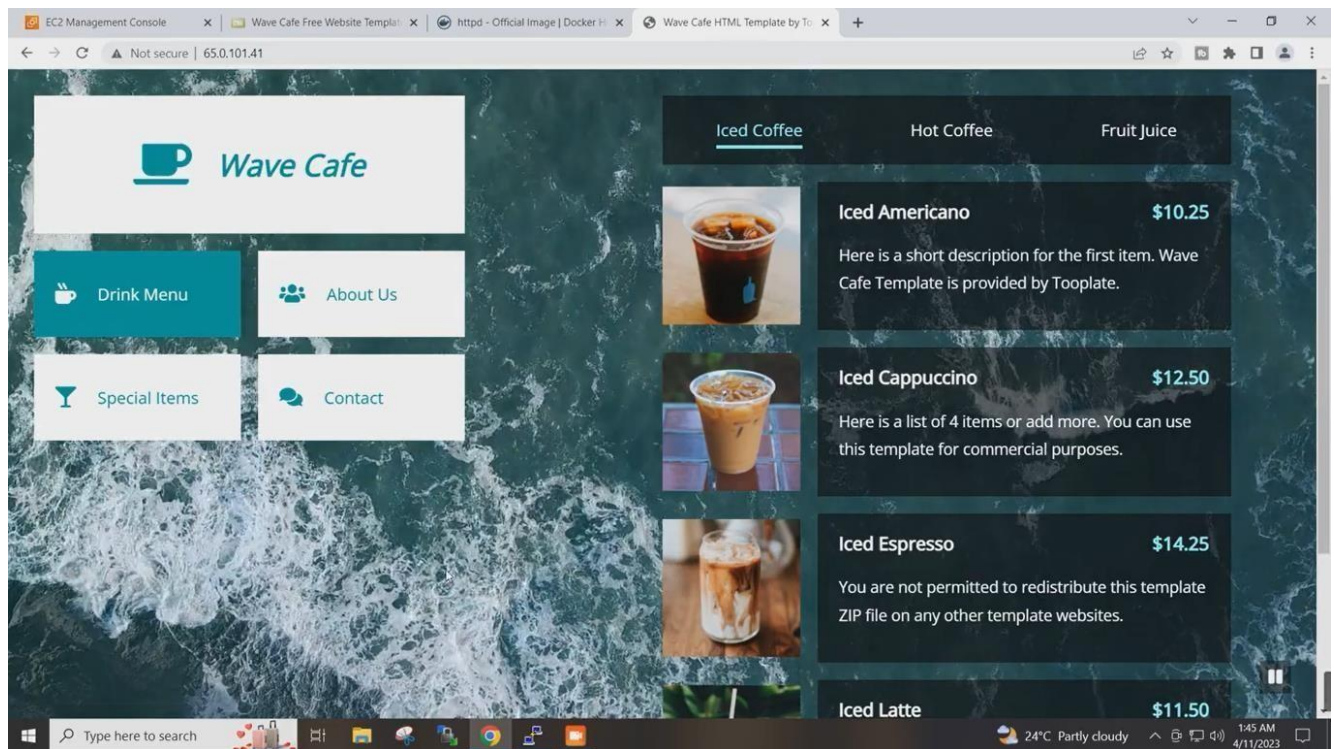 EC2 Management Console
Wave Cafe Free Website Templat
httpd - Official Image | Docker H
Wave Cafe HTML Template by To
Not secure | 65.0.101.41
Wave Cafe
Drink Menu
About Us
Special Items
Contact
Iced Coffee
Hot Coffee
Fruit Juice
Iced Americano
$10.25
Here is a short description for the first item. Wave
Cafe Template is provided by Tooplate.
Iced Cappuccino
$12.50
Here is a list of 4 items or add more. You can use
this template for commercial purposes.
Iced Espresso
$14.25
You are not permitted to redistribute this template
ZIP file on any other template websites.
Iced Latte
$11.50
Type here to search
24°C Partly cloudy
1:45 AM
4/11/2023